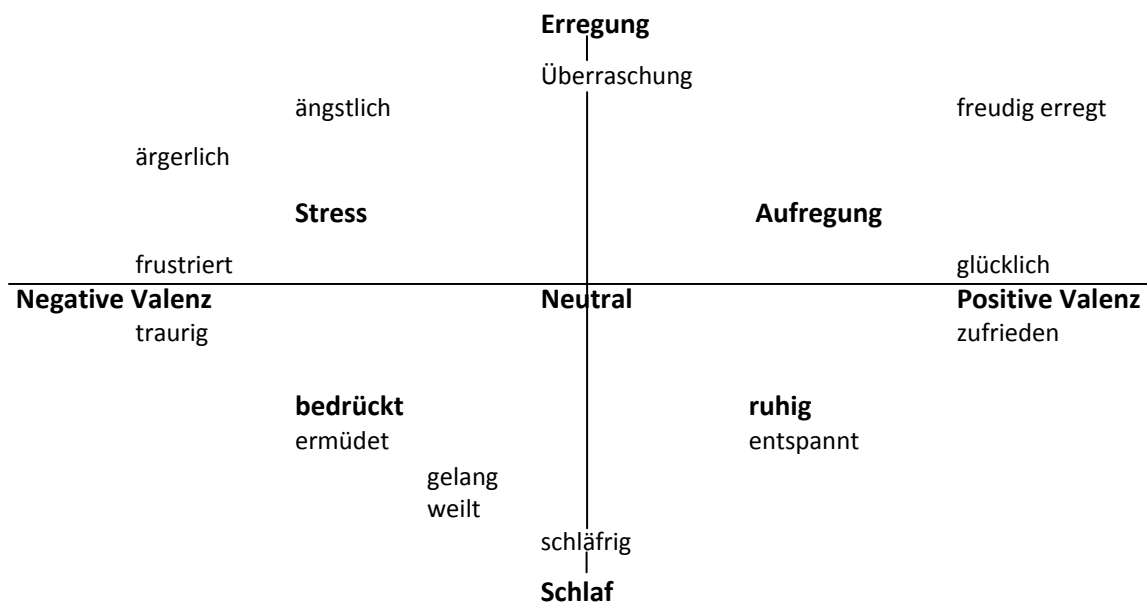 Erregung
Überraschung
ängstlich freudig erregt
ärgerlich
Stress Aufregung
frustriert glücklich
Negative Valenz Neutral Positive Valenz
traurig zufrieden
bedrückt ruhig
ermüdet entspannt
gelang
weilt
schläfrig
Schlaf